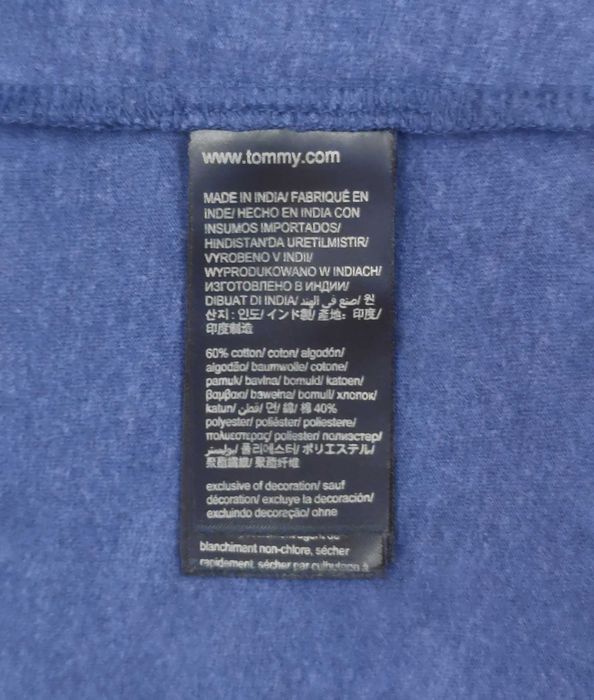 www.tommy.com
MADE IN INDIA/ FABRIQUÉ EN
INDE/ HECHO EN INDIA CON
INSUMOS IMPORTADOS/
HINDISTAN'DA URETİLMİSTİR/
VYROBENO V INDII/
WYPRODUKOWANO W INDIACH/
ИЗГОТОВЛЕНО В ИНДИИ/
DIBUAT DI INDIA/ صنع في الهند/ 원
산지 : 인도/ インド製/ 產地: 印度/
印度制造
60% cotton/ coton/ algodón/
algodão/ baumwolle/ cotone/
pamuk/ bavlna/ bomuld/ katoen/
βαμβακι/ bawełna/ bomull/ хлопок/
katun/ قطن/ 면/ 綿/ 棉 40%
polyester/ poliéster/ poliestere/
πολυεστερας/ poliester/ полиэстер/
بوليستر/ 폴리에스터/ ポリエステル/
聚酯纖維/ 聚酯纤维
exclusive of decoration/ sauf
décoration/ excluye la decoración/
excluindo decoração/ ohne
blanchiment non-chlore, sécher
rapidement, sécher par culbutage à